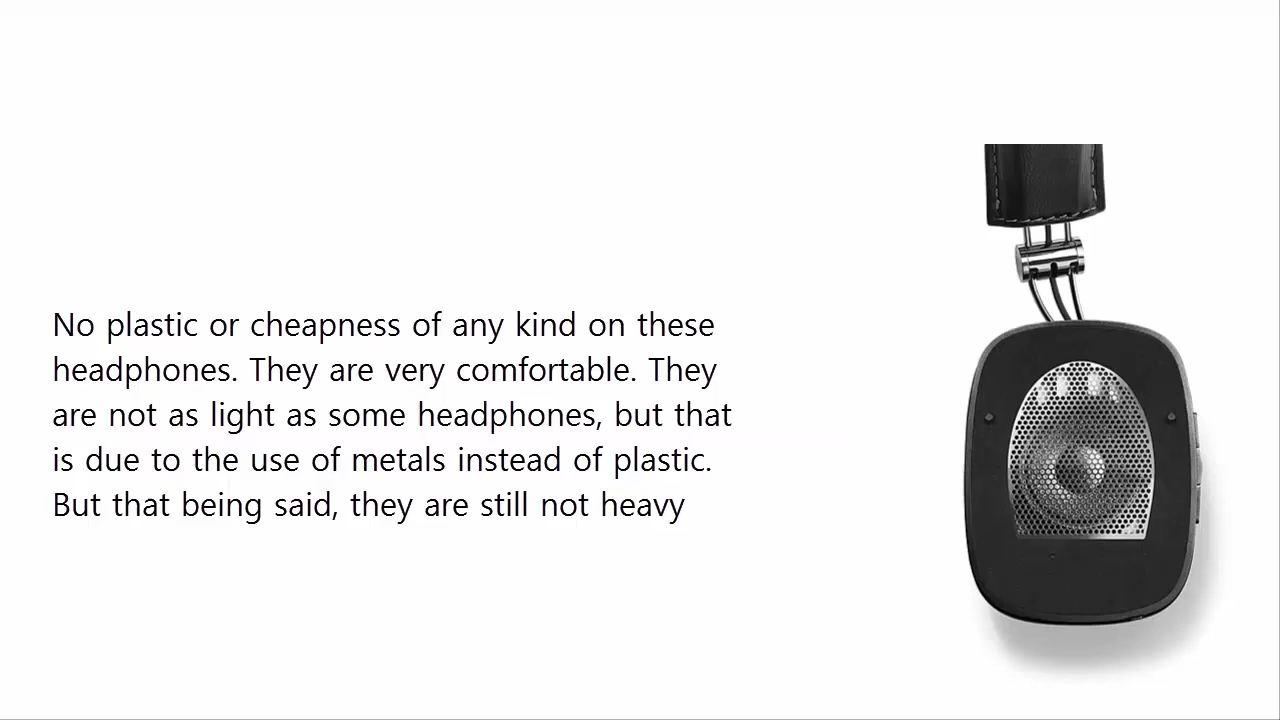 No plastic or cheapness of any kind on these
headphones. They are very comfortable. They
are not as light as some headphones, but that
is due to the use of metals instead of plastic.
But that being said, they are still not heavy